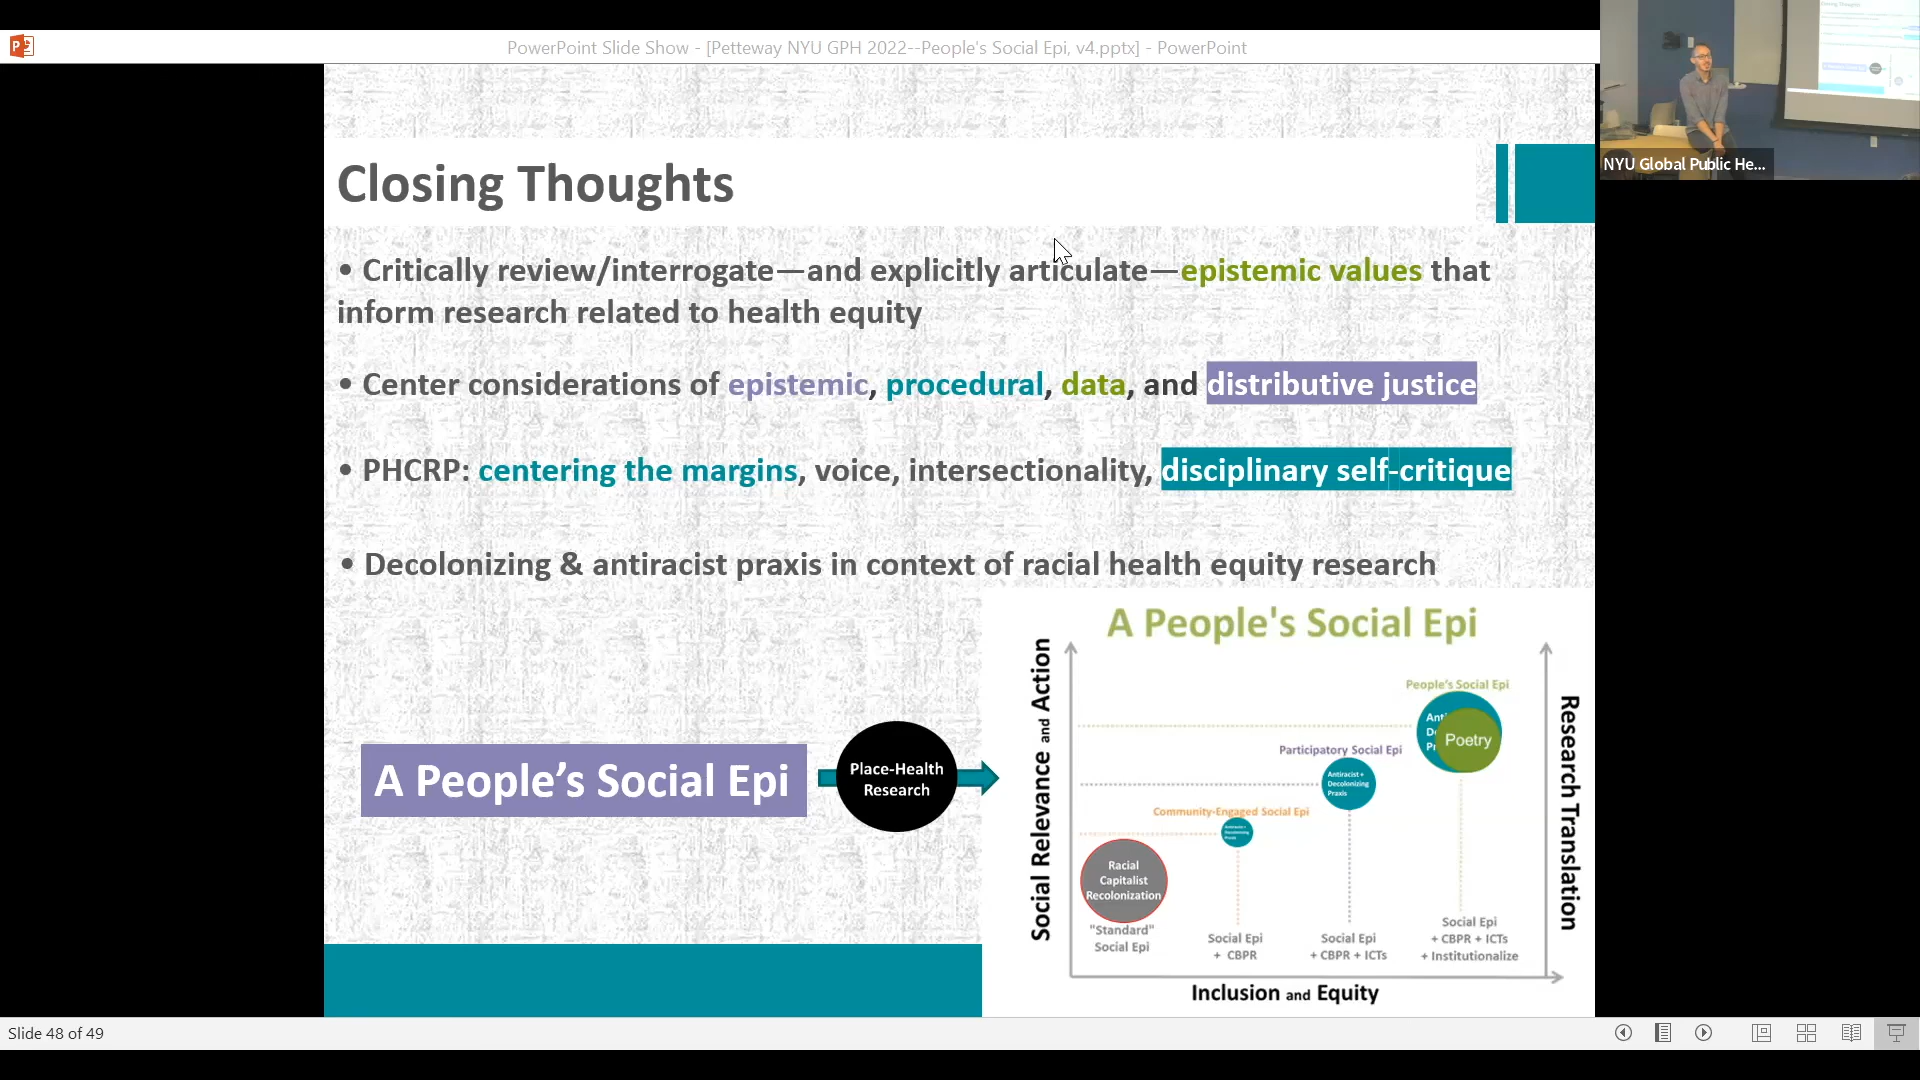 PowerPoint Slide Show - [Petteway NYU GPH 2022--People's Social Epi, v4.pptx] - PowerPoint
NYU Global Public He...
Closing Thoughts
• Critically review/interrogate—and explicitly articulate—epistemic values that
inform research related to health equity
• Center considerations of epistemic, procedural, data, and distributive justice
• PHCRP: centering the margins, voice, intersectionality, disciplinary self-critique
• Decolonizing & antiracist praxis in context of racial health equity research
A People’s Social Epi
Place-Health
Research
A People's Social Epi
Social Relevance and Action
Research Translation
People’s Social Epi
Poetry
Participatory Social Epi
Antiracist +
Decolonizing
Praxis
Community-Engaged Social Epi
Racial
Capitalist
Recolonization
"Standard"
Social Epi
Social Epi
+ CBPR
Social Epi
+ CBPR + ICTs
Social Epi
+ CBPR + ICTs
+ Institutionalize
Inclusion and Equity
Slide 48 of 49